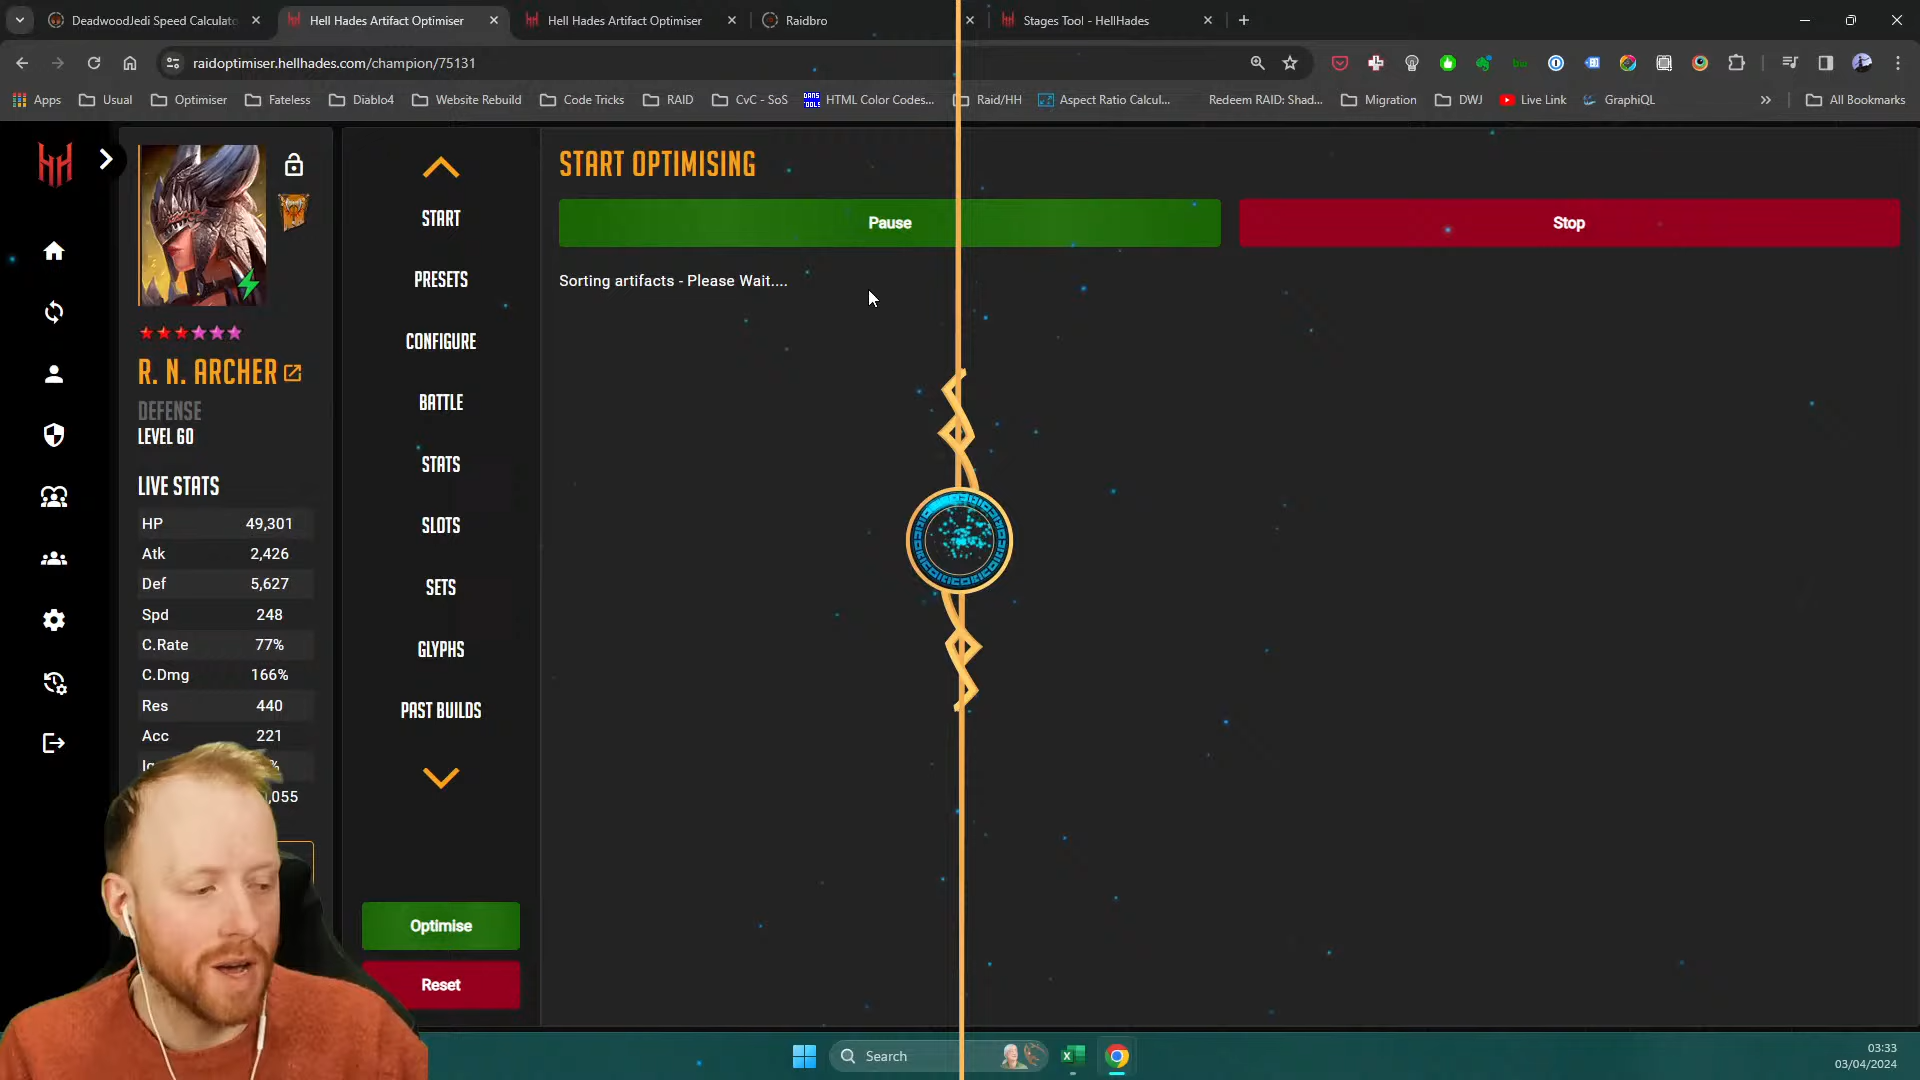 DeadwoodJedi Speed Calculato
Hell Hades Artifact Optimiser
Hell Hades Artifact Optimiser
Raidbro
Stages Tool - HellHades
raidoptimiser.hellhades.com/champion/75131
Apps
Usual
Optimiser
Fateless
Diablo4
Website Rebuild
Code Tricks
RAID
CvC - SoS
HTML Color Codes...
Raid/HH
Aspect Ratio Calcul...
Redeem RAID: Shad...
Migration
DWJ
Live Link
GraphiQL
All Bookmarks
START OPTIMISING
Pause
Stop
Sorting artifacts - Please Wait....
START
PRESETS
CONFIGURE
BATTLE
STATS
SLOTS
SETS
GLYPHS
PAST BUILDS
Optimise
Reset
R. N. ARCHER
DEFENSE
LEVEL 60
LIVE STATS
HP 49,301
Atk 2,426
Def 5,627
Spd 248
C.Rate 77%
C.Dmg 166%
Res 440
Acc 221
,055
Search
03:33
03/04/2024